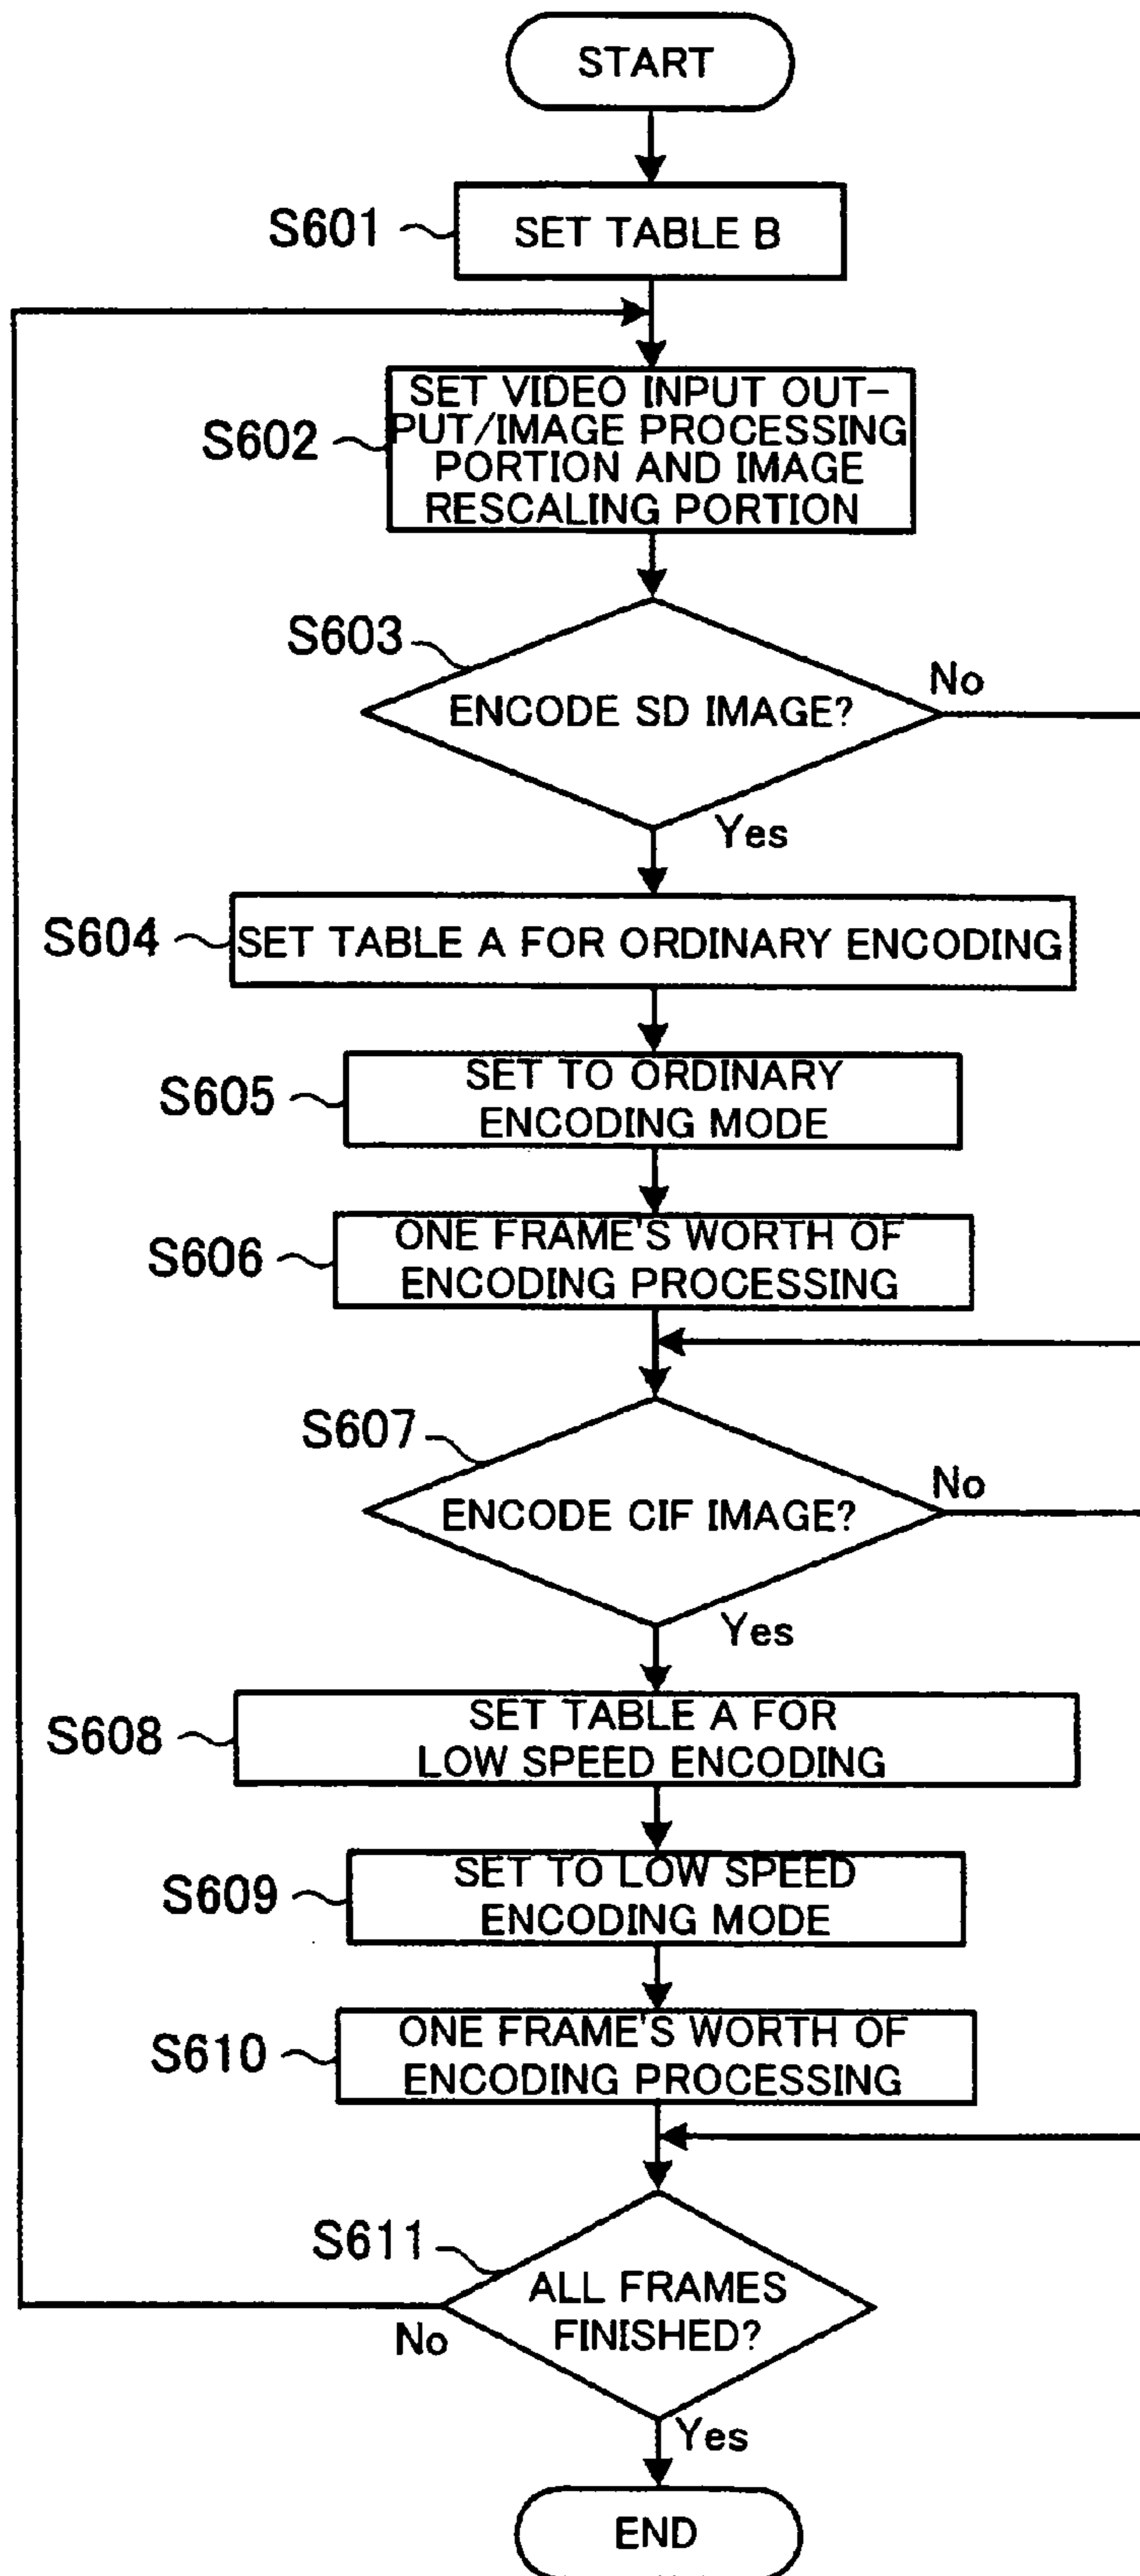 START
S601
SET TABLE B
S602
SET VIDEO INPUT OUT-
PUT/IMAGE PROCESSING
PORTION AND IMAGE
RESCALING PORTION
S603
ENCODE SD IMAGE?
No
Yes
S604
SET TABLE A FOR ORDINARY ENCODING
S605
SET TO ORDINARY
ENCODING MODE
S606
ONE FRAME'S WORTH OF
ENCODING PROCESSING
S607
ENCODE CIF IMAGE?
No
Yes
S608
SET TABLE A FOR
LOW SPEED ENCODING
S609
SET TO LOW SPEED
ENCODING MODE
S610
ONE FRAME'S WORTH OF
ENCODING PROCESSING
S611
ALL FRAMES
FINISHED?
No
Yes
END